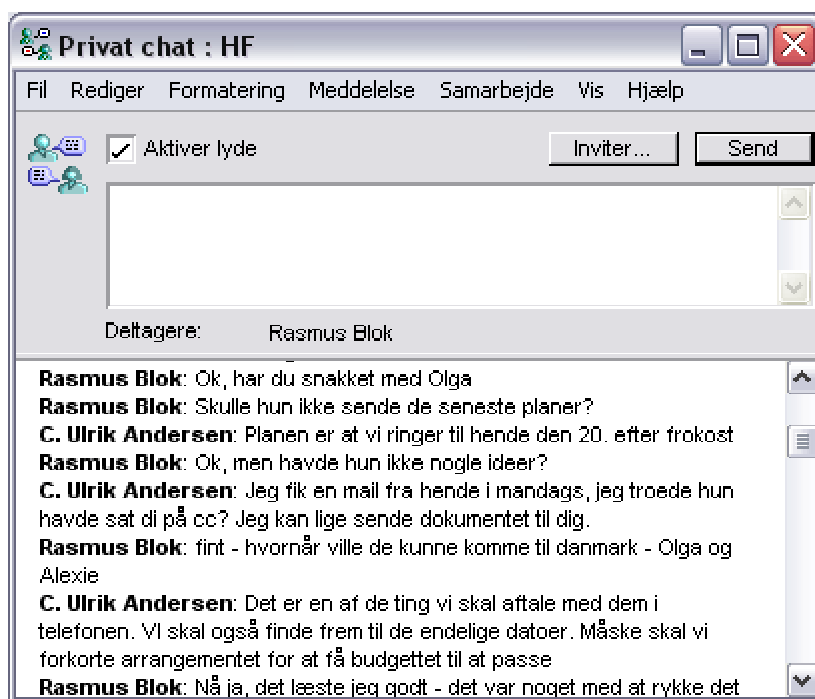 Privat chat : HF
Fil Rediger Formatering Meddelelse Samarbejde Vis Hjælp
Aktiver lyde Inviter... Send
Deltagere: Rasmus Blok
Rasmus Blok: Ok, har du snakket med Olga
Rasmus Blok: Skulle hun ikke sende de seneste planer?
C. Ulrik Andersen: Planen er at vi ringer til hende den 20. efter frokost
Rasmus Blok: Ok, men havde hun ikke nogle ideer?
C. Ulrik Andersen: Jeg fik en mail fra hende i mandags, jeg troede hun
havde sat di på cc? Jeg kan lige sende dokumentet til dig.
Rasmus Blok: fint - hvornår ville de kunne komme til danmark - Olga og
Alexie
C. Ulrik Andersen: Det er en af de ting vi skal aftale med dem i
telefonen. VI skal også finde frem til de endelige datoer. Måske skal vi
forkorte arrangementet for at få budgettet til at passe
Rasmus Blok: Nå ja, det læste jeg godt - det var noget med at rykke det